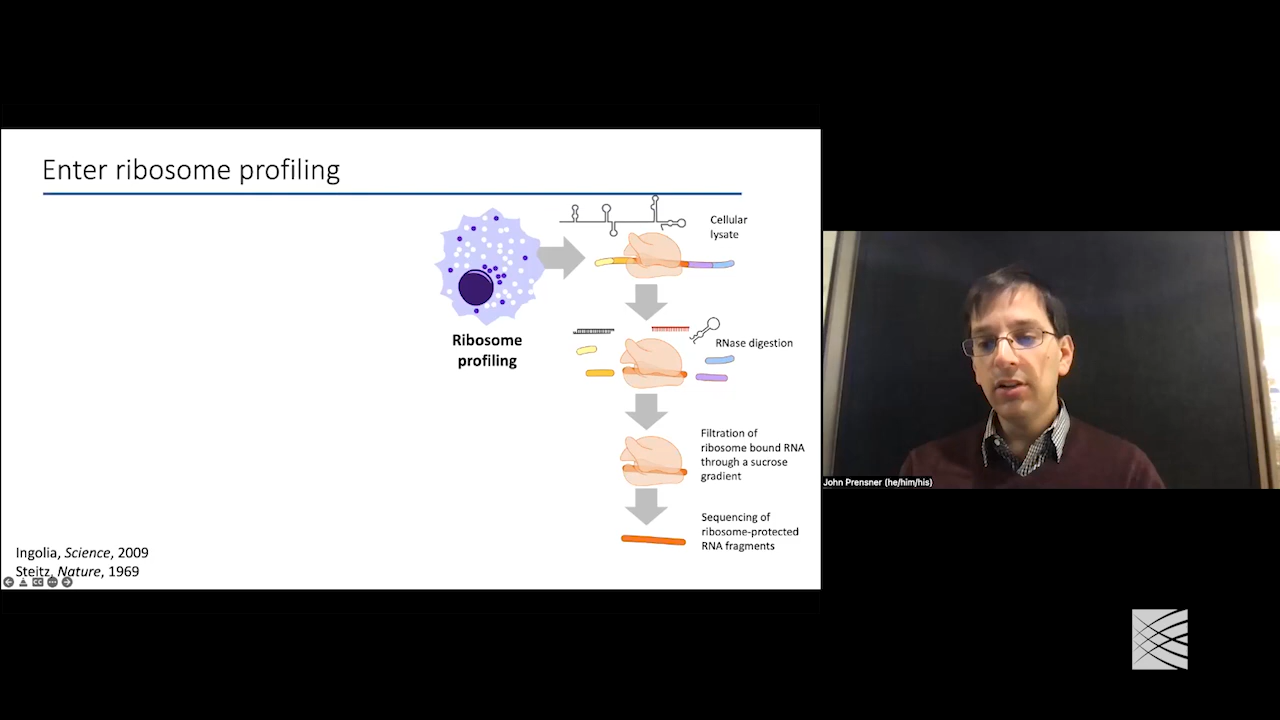 Enter ribosome profiling
Cellular
lysate
Ribosome
profiling
RNase digestion
Filtration of
ribosome bound RNA
through a sucrose
gradient
Sequencing of
ribosome-protected
RNA fragments
Ingolia, Science, 2009
Steitz, Nature, 1969
CC
John Prensner (he/him/his)